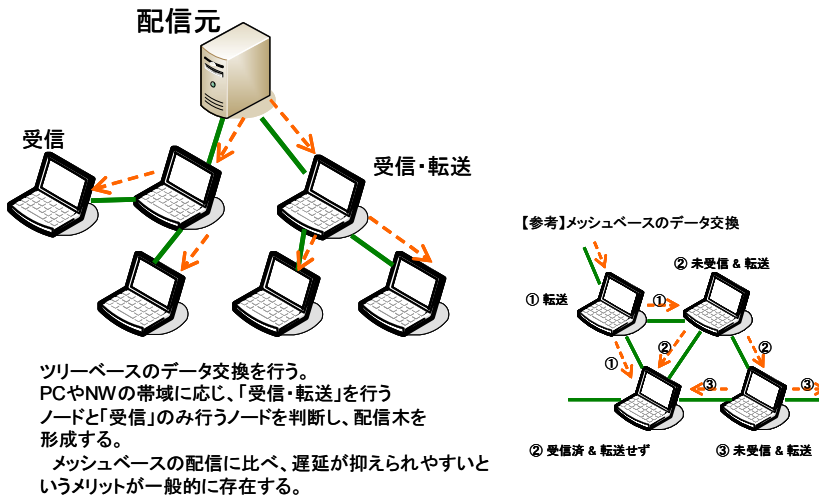 配信元
受信
受信・転送
ツリーベースのデータ交換を行う。
PCやNWの帯域に応じ、「受信・転送」を行う
ノードと「受信」のみ行うノードを判断し、配信木を
形成する。
メッシュベースの配信に比べ、遅延が抑えられやすいと
いうメリットが一般的に存在する。
【参考】メッシュベースのデータ交換
② 未受信 & 転送
① 転送
①
①
②
②
③
③
② 受信済 & 転送せず
③ 未受信 & 転送